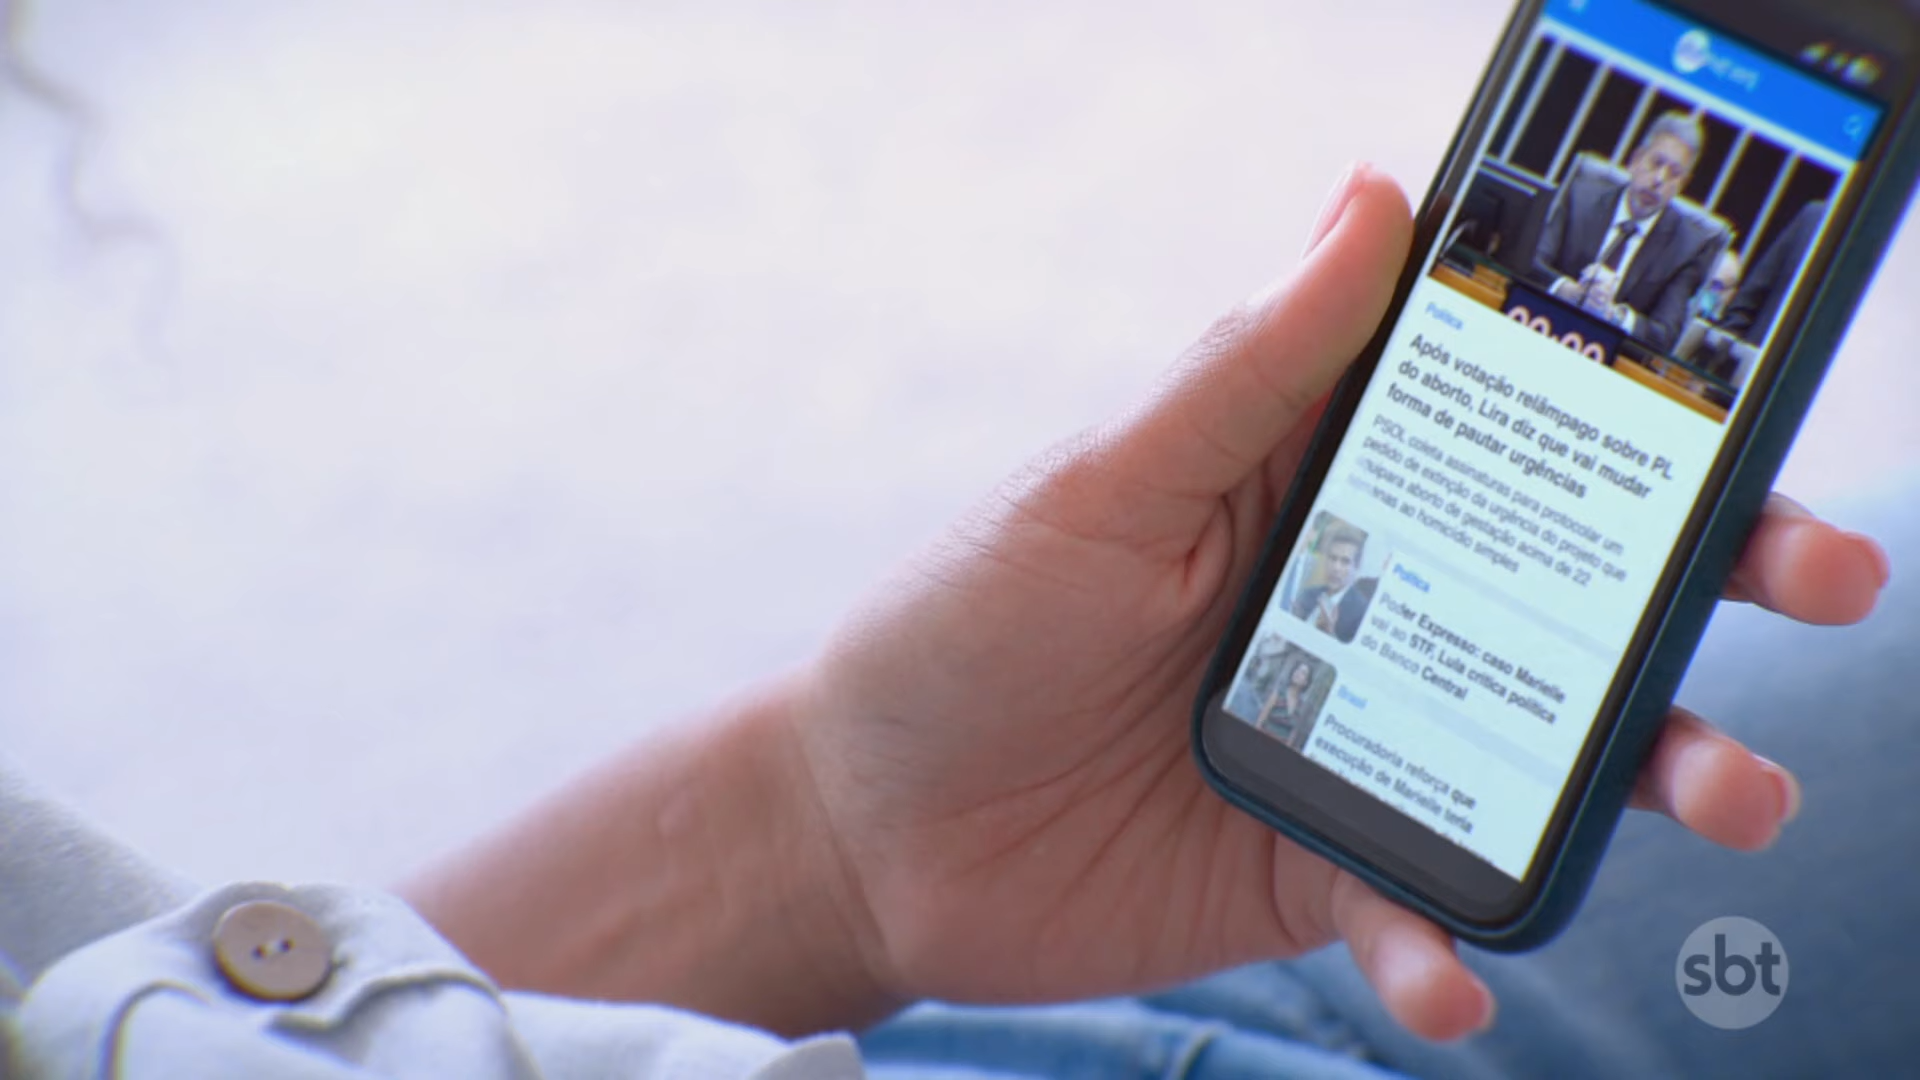 news
Política
00:00
Após votação relâmpago sobre PL
do aborto, Lira diz que vai mudar
forma de pautar urgências
PSOL coleta assinaturas para protocolar um
pedido de extinção da urgência do projeto que
equipara aborto de gestação acima de 22
semanas ao homicídio simples
Política
Poder Expresso: caso Marielle
vai ao STF, Lula critica política
do Banco Central
Brasil
Procuradoria reforça que
execução de Marielle teria
sbt